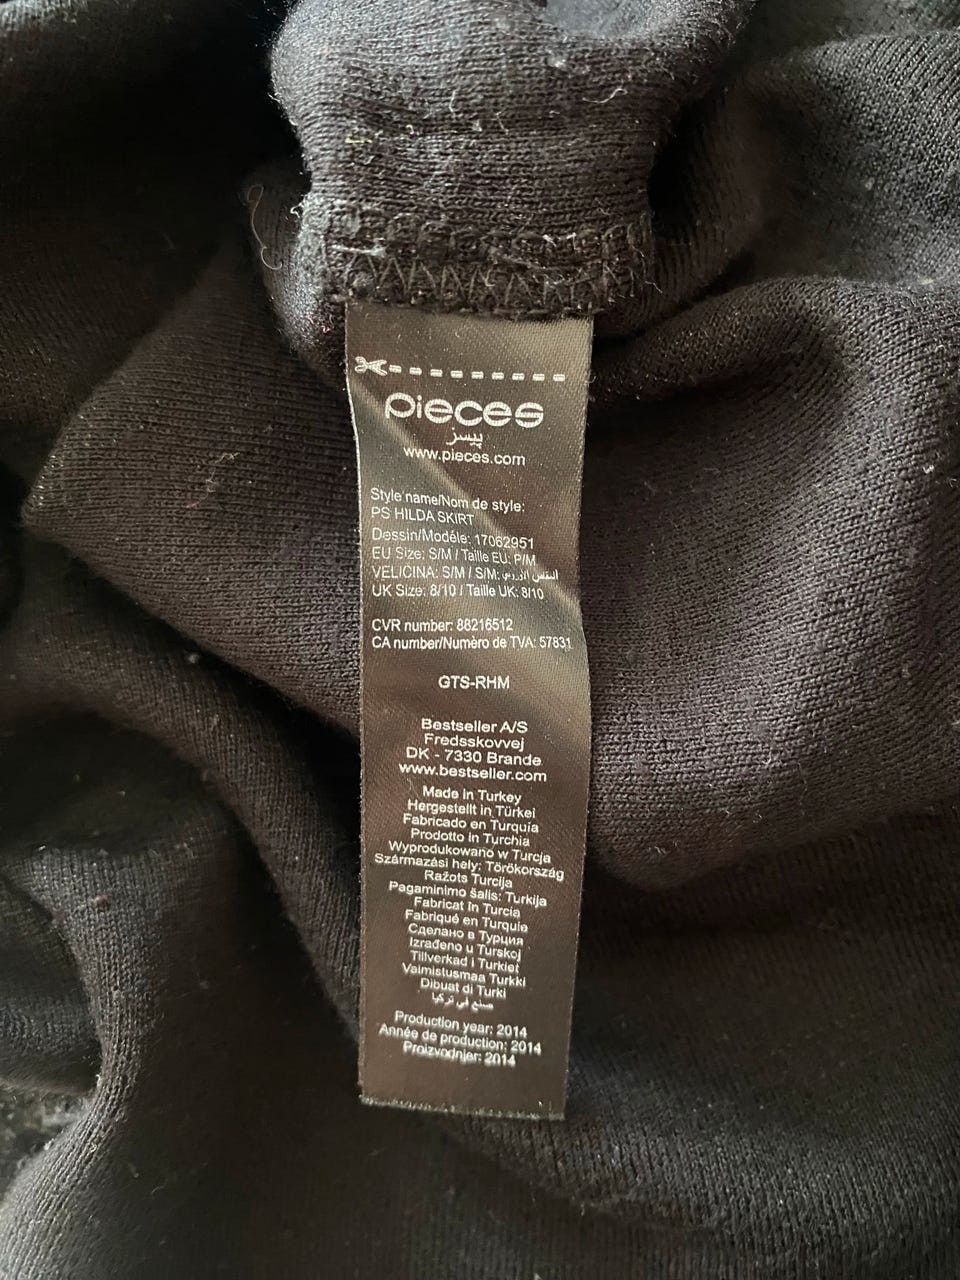 pieces
پيسز
www.pieces.com
Style name/Nom de style:
PS HILDA SKIRT
Dessin/Modéle: 17062951
EU Size: S/M / Taille EU: P/M
VELICINA: S/M / S/M:
UK Size: 8/10 / Taille UK: 8/10
CVR number: 88216512
CA number/Numéro de TVA: 57831
GTS-RHM
Bestseller A/S
Fredsskovvej
DK - 7330 Brande
www.bestseller.com
Made in Turkey
Hergestellt in Türkei
Fabricado en Turquía
Prodotto in Turchia
Wyprodukowano w Turcja
Származási hely: Törökország
Ražots Turcija
Pagaminimo šalis: Turkija
Fabricat în Turcia
Fabriqué en Turquie
Сделано в Турция
Izrađeno u Turskoj
Tillverkad i Turkiet
Valmistusmaa Turkki
Dibuat di Turki
صنع في تركيا
Production year: 2014
Année de production: 2014
Proizvodnjer: 2014